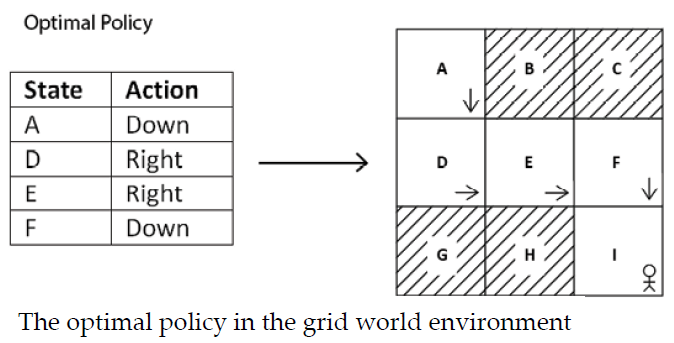 Optimal Policy
State Action
A Down
D Right
E Right
F Down
A B C
D E F
G H I
The optimal policy in the grid world environment